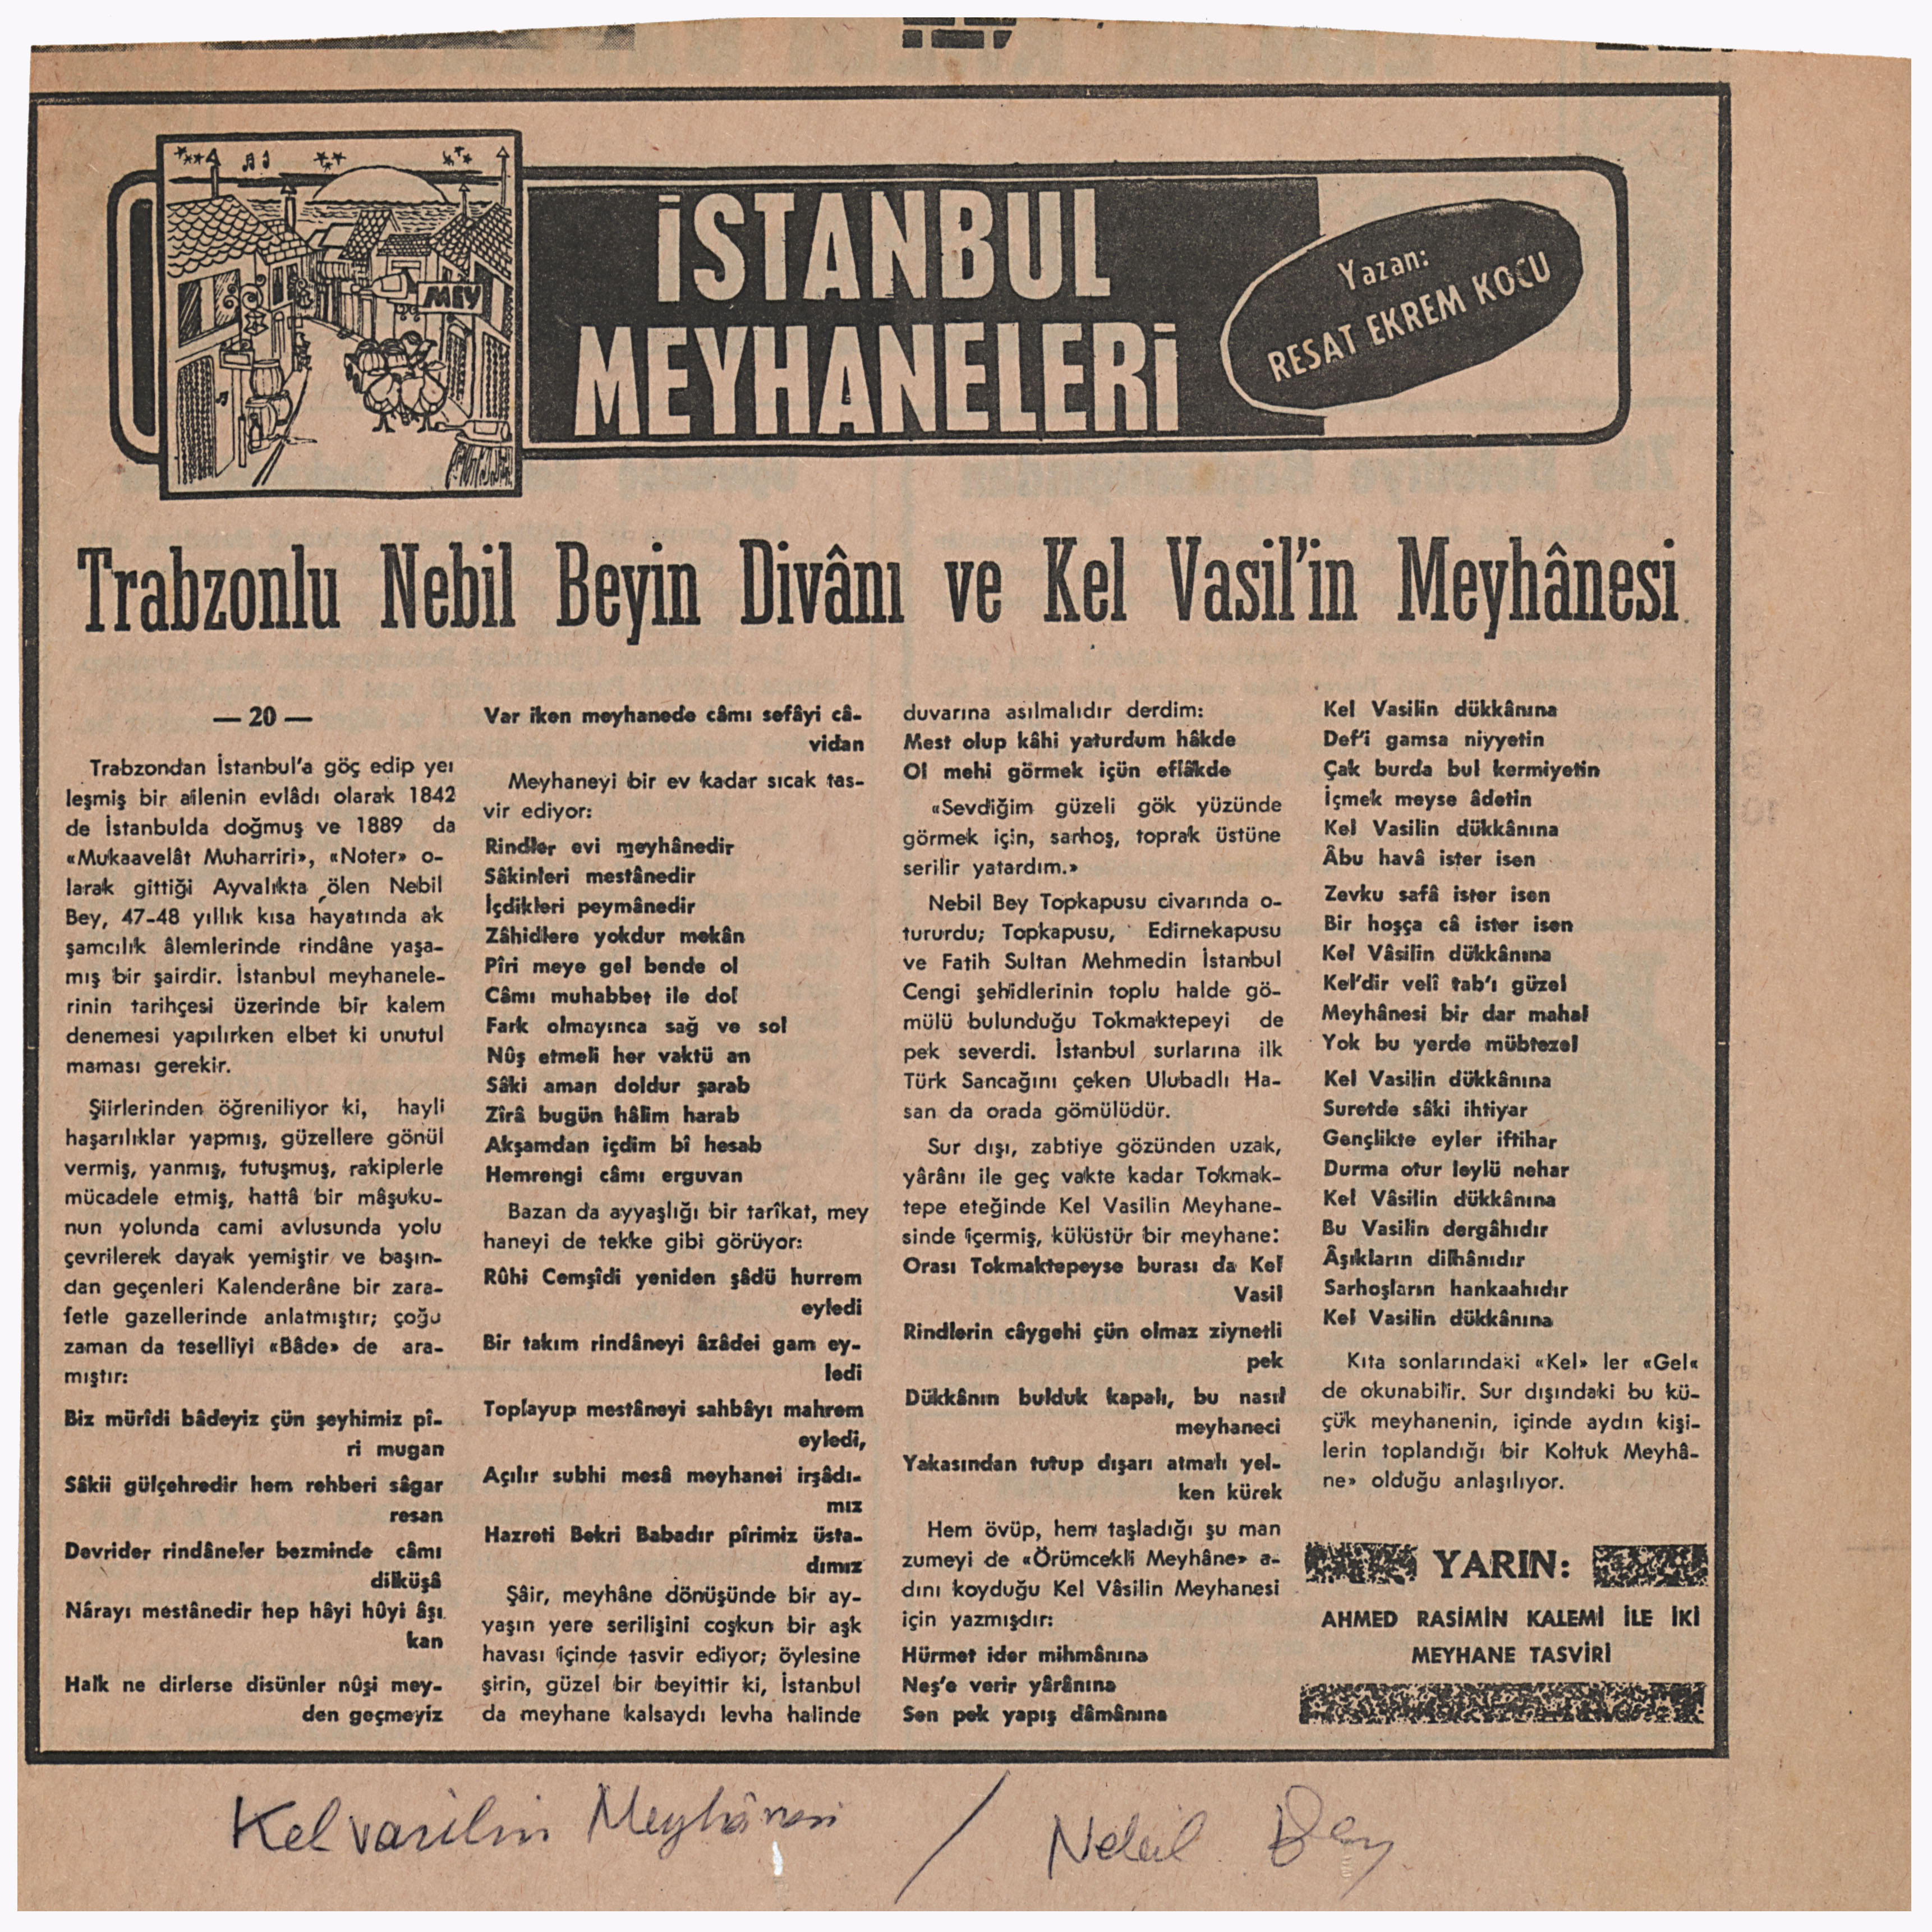 MEY
İSTANBUL
MEYHANELERİ
Yazan:
RESAT EKREM KOCU
Trabzonlu Nebil Beyin Divânı ve Kel Vasil'in Meyhânesi
— 20 —
Trabzondan İstanbul'a göç edip yer
leşmiş bir ailenin evlâdı olarak 1842
de İstanbulda doğmuş ve 1889 da
«Mukaavelât Muharriri», «Noter» o-
larak gittiği Ayvalıkta ölen Nebil
Bey, 47-48 yıllık kısa hayatında ak
şamcılık âlemlerinde rindâne yaşa-
mış bir şairdir. İstanbul meyhanele-
rinin tarihçesi üzerinde bir kalem
denemesi yapılırken elbet ki unutul
maması gerekir.
Şiirlerinden öğreniliyor ki, hayli
haşarılıklar yapmış, güzellere gönül
vermiş, yanmış, tutuşmuş, rakiplerle
mücadele etmiş, hattâ bir mâşuku-
nun yolunda cami avlusunda yolu
çevrilerek dayak yemiştir ve başın-
dan geçenleri Kalenderâne bir zara-
fetle gazellerinde anlatmıştır; çoğu
zaman da teselliyi «Bâde» de ara-
mıştır:
Biz mürîdi bâdeyiz çün şeyhimiz pî-
ri mugan
Sâkii gülçehredir hem rehberi sâgar
resan
Devrider rindâneler bezminde câmı
dilküşâ
Nârayı mestânedir hep hâyi hûyi âşı
kan
Halk ne dirlerse disünler nûşi mey-
den geçmeyiz
Var iken meyhanede câmı sefâyi câ-
vidan
Meyhaneyi bir ev kadar sıcak tas-
vir ediyor:
Rindler evi meyhânedir
Sâkinleri mestânedir
İçdikleri peymânedir
Zâhidlere yokdur mekân
Pîri meye gel bende ol
Câmı muhabbet ile dol
Fark olmayınca sağ ve sol
Nûş etmeli her vaktü an
Sâki aman doldur şarab
Zîrâ bugün hâlim harab
Akşamdan içdim bî hesab
Hemrengi câmı erguvan
Bazan da ayyaşlığı bir tarîkat, mey
haneyi de tekke gibi görüyor:
Rûhi Cemşîdi yeniden şâdü hurrem
eyledi
Bir takım rindâneyi âzâdei gam ey-
ledi
Toplayup mestâneyi sahbâyı mahrem
eyledi,
Açılır subhi mesâ meyhanei irşâdı-
mız
Hazreti Bekri Babadır pîrimiz üsta-
dımız
Şâir, meyhâne dönüşünde bir ay-
yaşın yere serilişini coşkun bir aşk
havası içinde tasvir ediyor; öylesine
şirin, güzel bir beyittir ki, İstanbul
da meyhane kalsaydı levha halinde
duvarına asılmalıdır derdim:
Mest olup kâhi yaturdum hâkde
Ol mehi görmek içün eflâkde
«Sevdiğim güzeli gök yüzünde
görmek için, sarhoş, toprak üstüne
serilir yatardım.»
Nebil Bey Topkapusu civarında o-
tururdu; Topkapusu, Edirnekapusu
ve Fatih Sultan Mehmedin İstanbul
Cengi şehidlerinin toplu halde gö-
mülü bulunduğu Tokmaktepeyi de
pek severdi. İstanbul surlarına ilk
Türk Sancağını çeken Ulubadlı Ha-
san da orada gömülüdür.
Sur dışı, zabtiye gözünden uzak,
yârânı ile geç vakte kadar Tokmak-
tepe eteğinde Kel Vasilin Meyhane-
sinde içermiş, külüstür bir meyhane:
Orası Tokmaktepeyse burası da Kel
Vasil
Rindlerin câygehi çün olmaz ziynetli
pek
Dükkânın bulduk kapalı, bu nasıl
meyhaneci
Yakasından tutup dışarı atmalı yel-
ken kürek
Hem övüp, hem taşladığı şu man
zumeyi de «Örümcekli Meyhâne» a-
dını koyduğu Kel Vâsilin Meyhanesi
için yazmışdır:
Hürmet ider mihmânına
Neş'e verir yârânına
Sen pek yapış dâmânına
Kel Vasilin dükkânına
Def'i gamsa niyyetin
Çak burda bul kermiyetin
İçmek meyse âdetin
Kel Vasilin dükkânına
Âbu havâ ister isen
Zevku safâ ister isen
Bir hoşça câ ister isen
Kel Vâsilin dükkânına
Kel'dir velî tab'ı güzel
Meyhânesi bir dar mahal
Yok bu yerde mübtezel
Kel Vasilin dükkânına
Suretde sâki ihtiyar
Gençlikte eyler iftihar
Durma otur leylü nehar
Kel Vâsilin dükkânına
Bu Vasilin dergâhıdır
Âşıkların dilhânıdır
Sarhoşların hankaahıdır
Kel Vasilin dükkânına
Kıta sonlarındaki «Kel» ler «Gel«
de okunabilir. Sur dışındaki bu kü-
çük meyhanenin, içinde aydın kişi-
lerin toplandığı bir Koltuk Meyhâ-
ne» olduğu anlaşılıyor.
YARIN:
AHMED RASİMİN KALEMİ İLE İKİ
MEYHANE TASVİRİ
Kel vasilin Meyhânesi / Nebil Bey